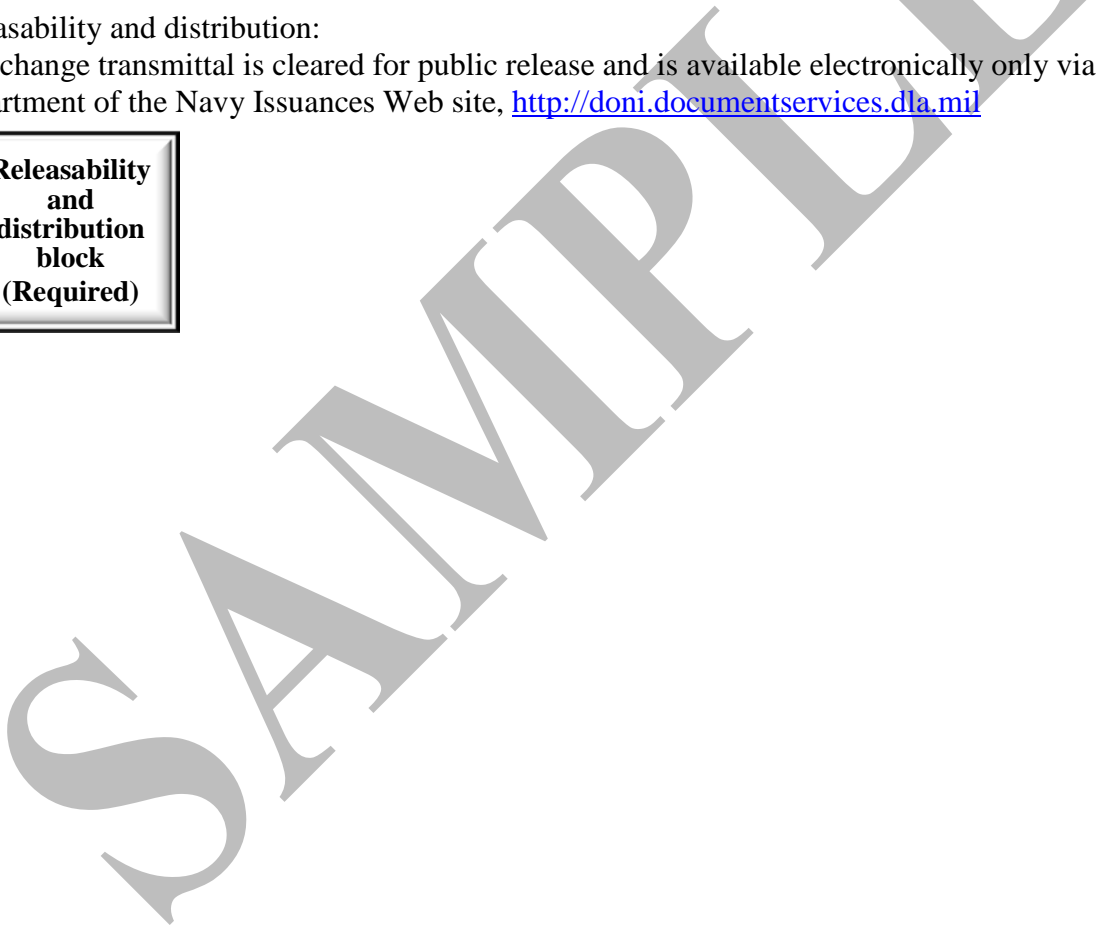 asability and distribution:
change transmittal is cleared for public release and is available electronically only via
artment of the Navy Issuances Web site, http://doni.documentservices.dla.mil
Releasability
and
distribution
block
(Required)
SAMPLE